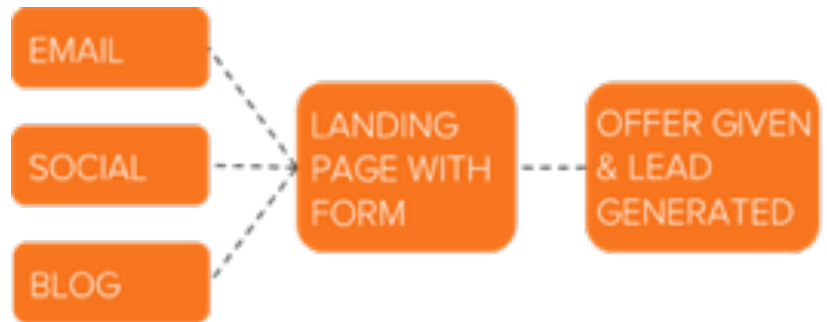 EMAIL
SOCIAL
BLOG
LANDING
PAGE WITH
FORM
OFFER GIVEN
& LEAD
GENERATED